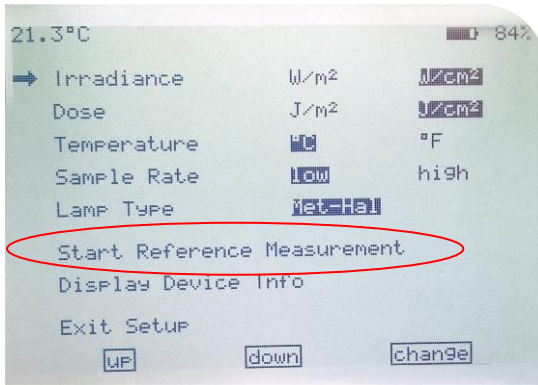 21.3°C 84%
Irradiance W/m² W/cm²
Dose J/m² J/cm²
Temperature °C °F
Sample Rate low high
Lamp Type Met-Hal
Start Reference Measurement
Display Device Info
Exit Setup
up down change